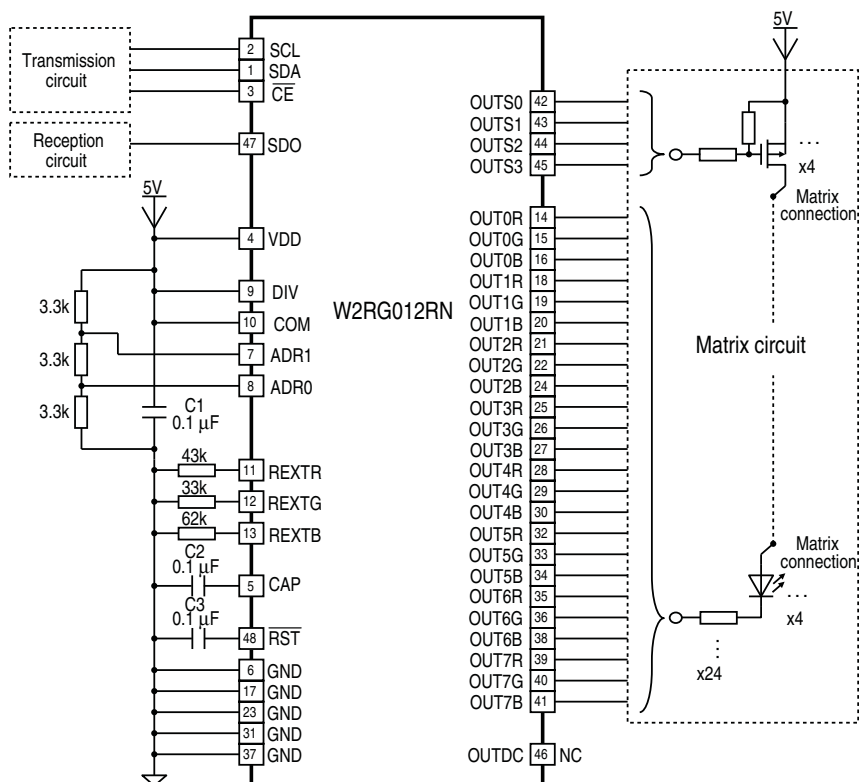 Transmission
circuit
2 SCL
1 SDA
3 CE
Reception
circuit
47 SDO
5V
4 VDD
9 DIV
10 COM
7 ADR1
8 ADR0
3.3k
3.3k
3.3k
C1
0.1 μF
43k
11 REXTR
33k
12 REXTG
62k
13 REXTB
C2
0.1 μF
5 CAP
C3
0.1 μF
48 RST
6 GND
17 GND
23 GND
31 GND
37 GND
W2RG012RN
OUTS0 42
OUTS1 43
OUTS2 44
OUTS3 45
OUT0R 14
OUT0G 15
OUT0B 16
OUT1R 18
OUT1G 19
OUT1B 20
OUT2R 21
OUT2G 22
OUT2B 24
OUT3R 25
OUT3G 26
OUT3B 27
OUT4R 28
OUT4G 29
OUT4B 30
OUT5R 32
OUT5G 33
OUT5B 34
OUT6R 35
OUT6G 36
OUT6B 38
OUT7R 39
OUT7G 40
OUT7B 41
OUTDC 46 NC
5V
...
x4
Matrix
connection
Matrix circuit
Matrix
connection
...
x4
...
x24